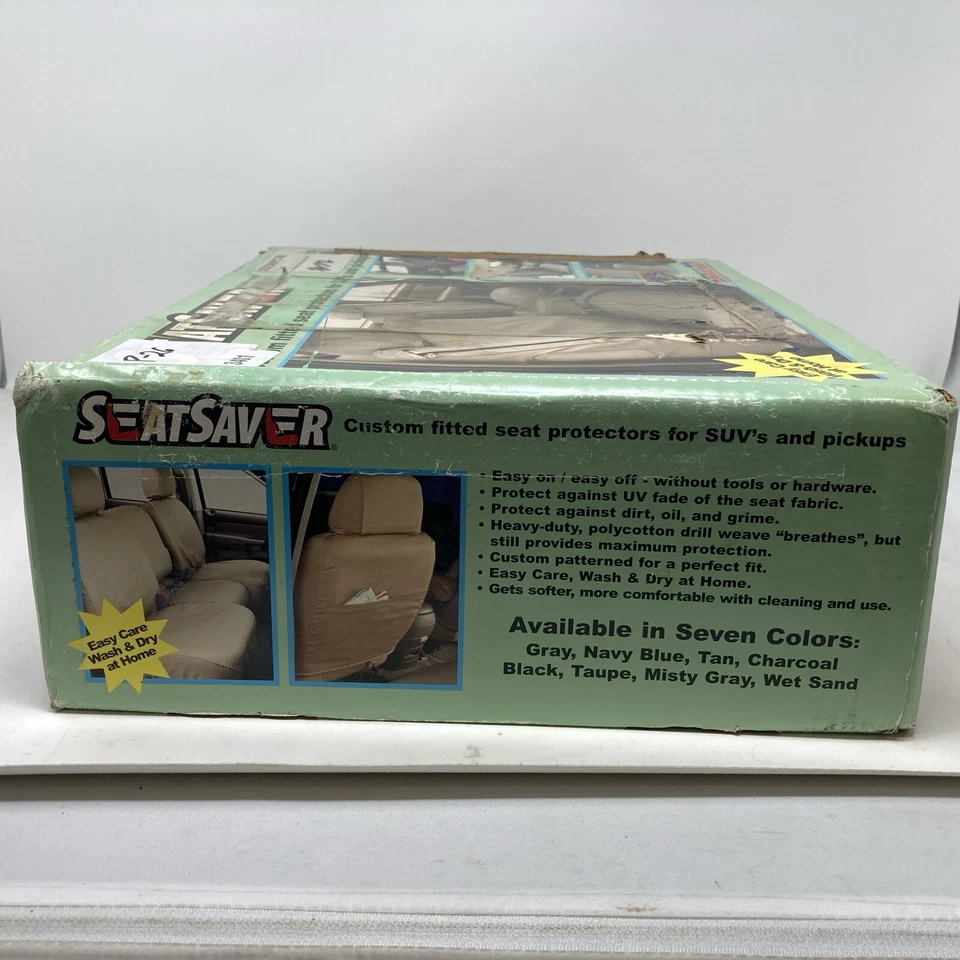 SEATSAVER
Custom fitted seat protectors for SUV's and pickups
• Easy on / easy off - without tools or hardware.
• Protect against UV fade of the seat fabric.
• Protect against dirt, oil, and grime.
• Heavy-duty, polycotton drill weave “breathes”, but
still provides maximum protection.
• Custom patterned for a perfect fit.
• Easy Care, Wash & Dry at Home.
• Gets softer, more comfortable with cleaning and use.
Easy Care
Wash & Dry
at Home
Available in Seven Colors:
Gray, Navy Blue, Tan, Charcoal
Black, Taupe, Misty Gray, Wet Sand